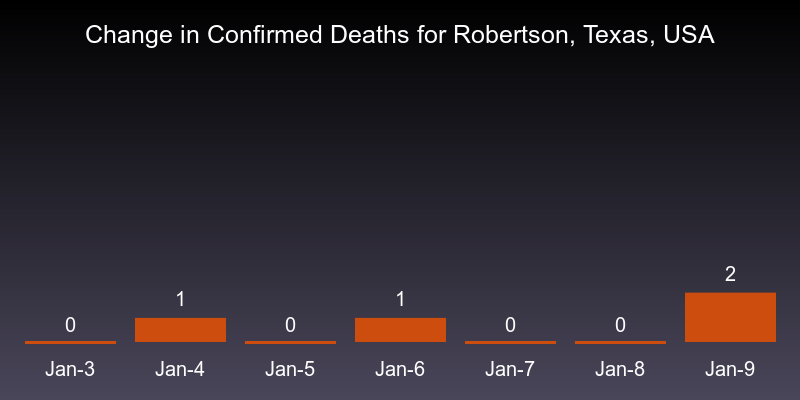 Change in Confirmed Deaths for Robertson, Texas, USA
0 1 0 1 0 0 2
Jan-3 Jan-4 Jan-5 Jan-6 Jan-7 Jan-8 Jan-9